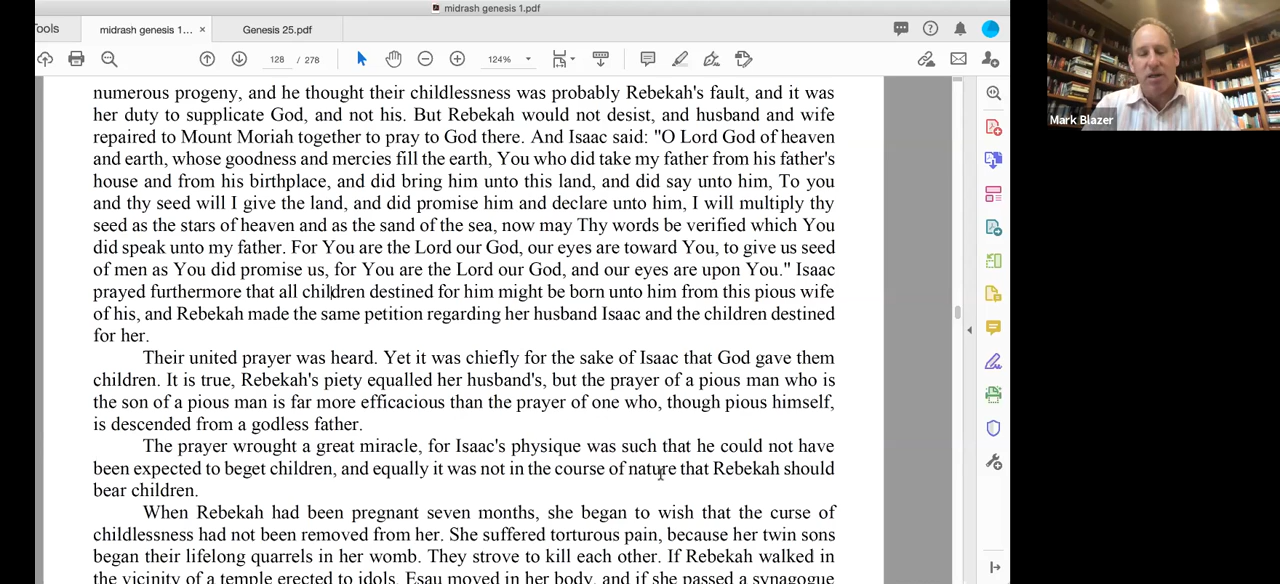 midrash genesis 1.pdf
ools
midrash genesis 1... ×
Genesis 25.pdf
128 / 278
124%
Mark Blazer
numerous progeny, and he thought their childlessness was probably Rebekah's fault, and it was
her duty to supplicate God, and not his. But Rebekah would not desist, and husband and wife
repaired to Mount Moriah together to pray to God there. And Isaac said: "O Lord God of heaven
and earth, whose goodness and mercies fill the earth, You who did take my father from his father's
house and from his birthplace, and did bring him unto this land, and did say unto him, To you
and thy seed will I give the land, and did promise him and declare unto him, I will multiply thy
seed as the stars of heaven and as the sand of the sea, now may Thy words be verified which You
did speak unto my father. For You are the Lord our God, our eyes are toward You, to give us seed
of men as You did promise us, for You are the Lord our God, and our eyes are upon You." Isaac
prayed furthermore that all children destined for him might be born unto him from this pious wife
of his, and Rebekah made the same petition regarding her husband Isaac and the children destined
for her.
Their united prayer was heard. Yet it was chiefly for the sake of Isaac that God gave them
children. It is true, Rebekah's piety equalled her husband's, but the prayer of a pious man who is
the son of a pious man is far more efficacious than the prayer of one who, though pious himself,
is descended from a godless father.
The prayer wrought a great miracle, for Isaac's physique was such that he could not have
been expected to beget children, and equally it was not in the course of nature that Rebekah should
bear children.
When Rebekah had been pregnant seven months, she began to wish that the curse of
childlessness had not been removed from her. She suffered torturous pain, because her twin sons
began their lifelong quarrels in her womb. They strove to kill each other. If Rebekah walked in
the vicinity of a temple erected to idols, Esau moved in her body, and if she passed a synagogue